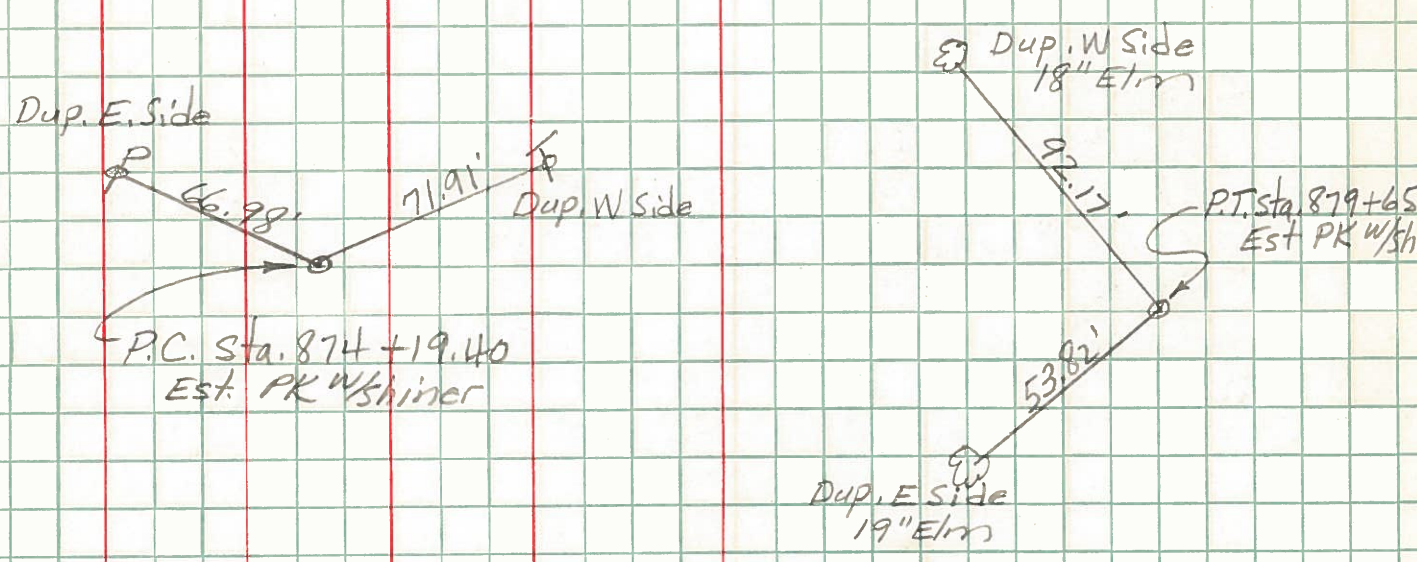 Dup. E. Side
P
66.98'
71.91'
Dup. W Side
P.C. Sta. 874 + 19.40
Est. PK W/shiner
Dup. W Side
18" Elm
92.17'
P.T. Sta. 879+65
Est PK W/sh
53.82'
Dup. E Side
19" Elm